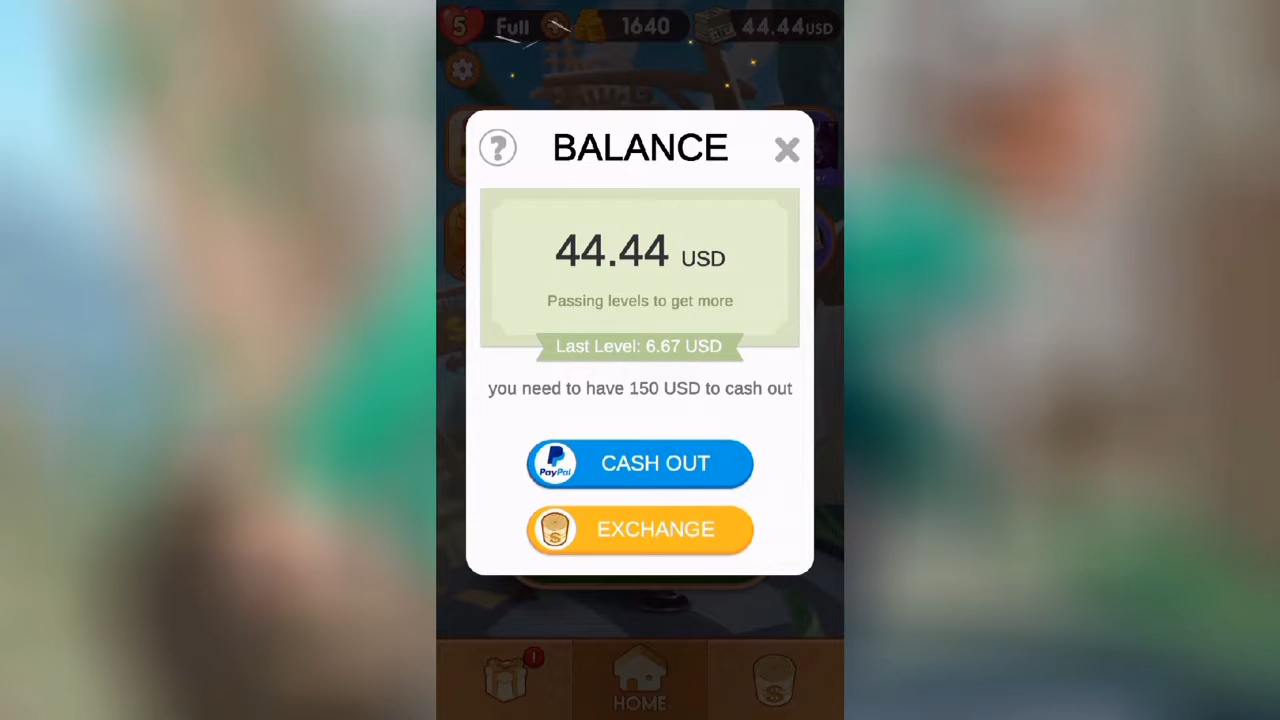 5 Full 1640 44.44USD
BALANCE
44.44 USD
Passing levels to get more
Last Level: 6.67 USD
you need to have 150 USD to cash out
PayPal CASH OUT
EXCHANGE
HOME